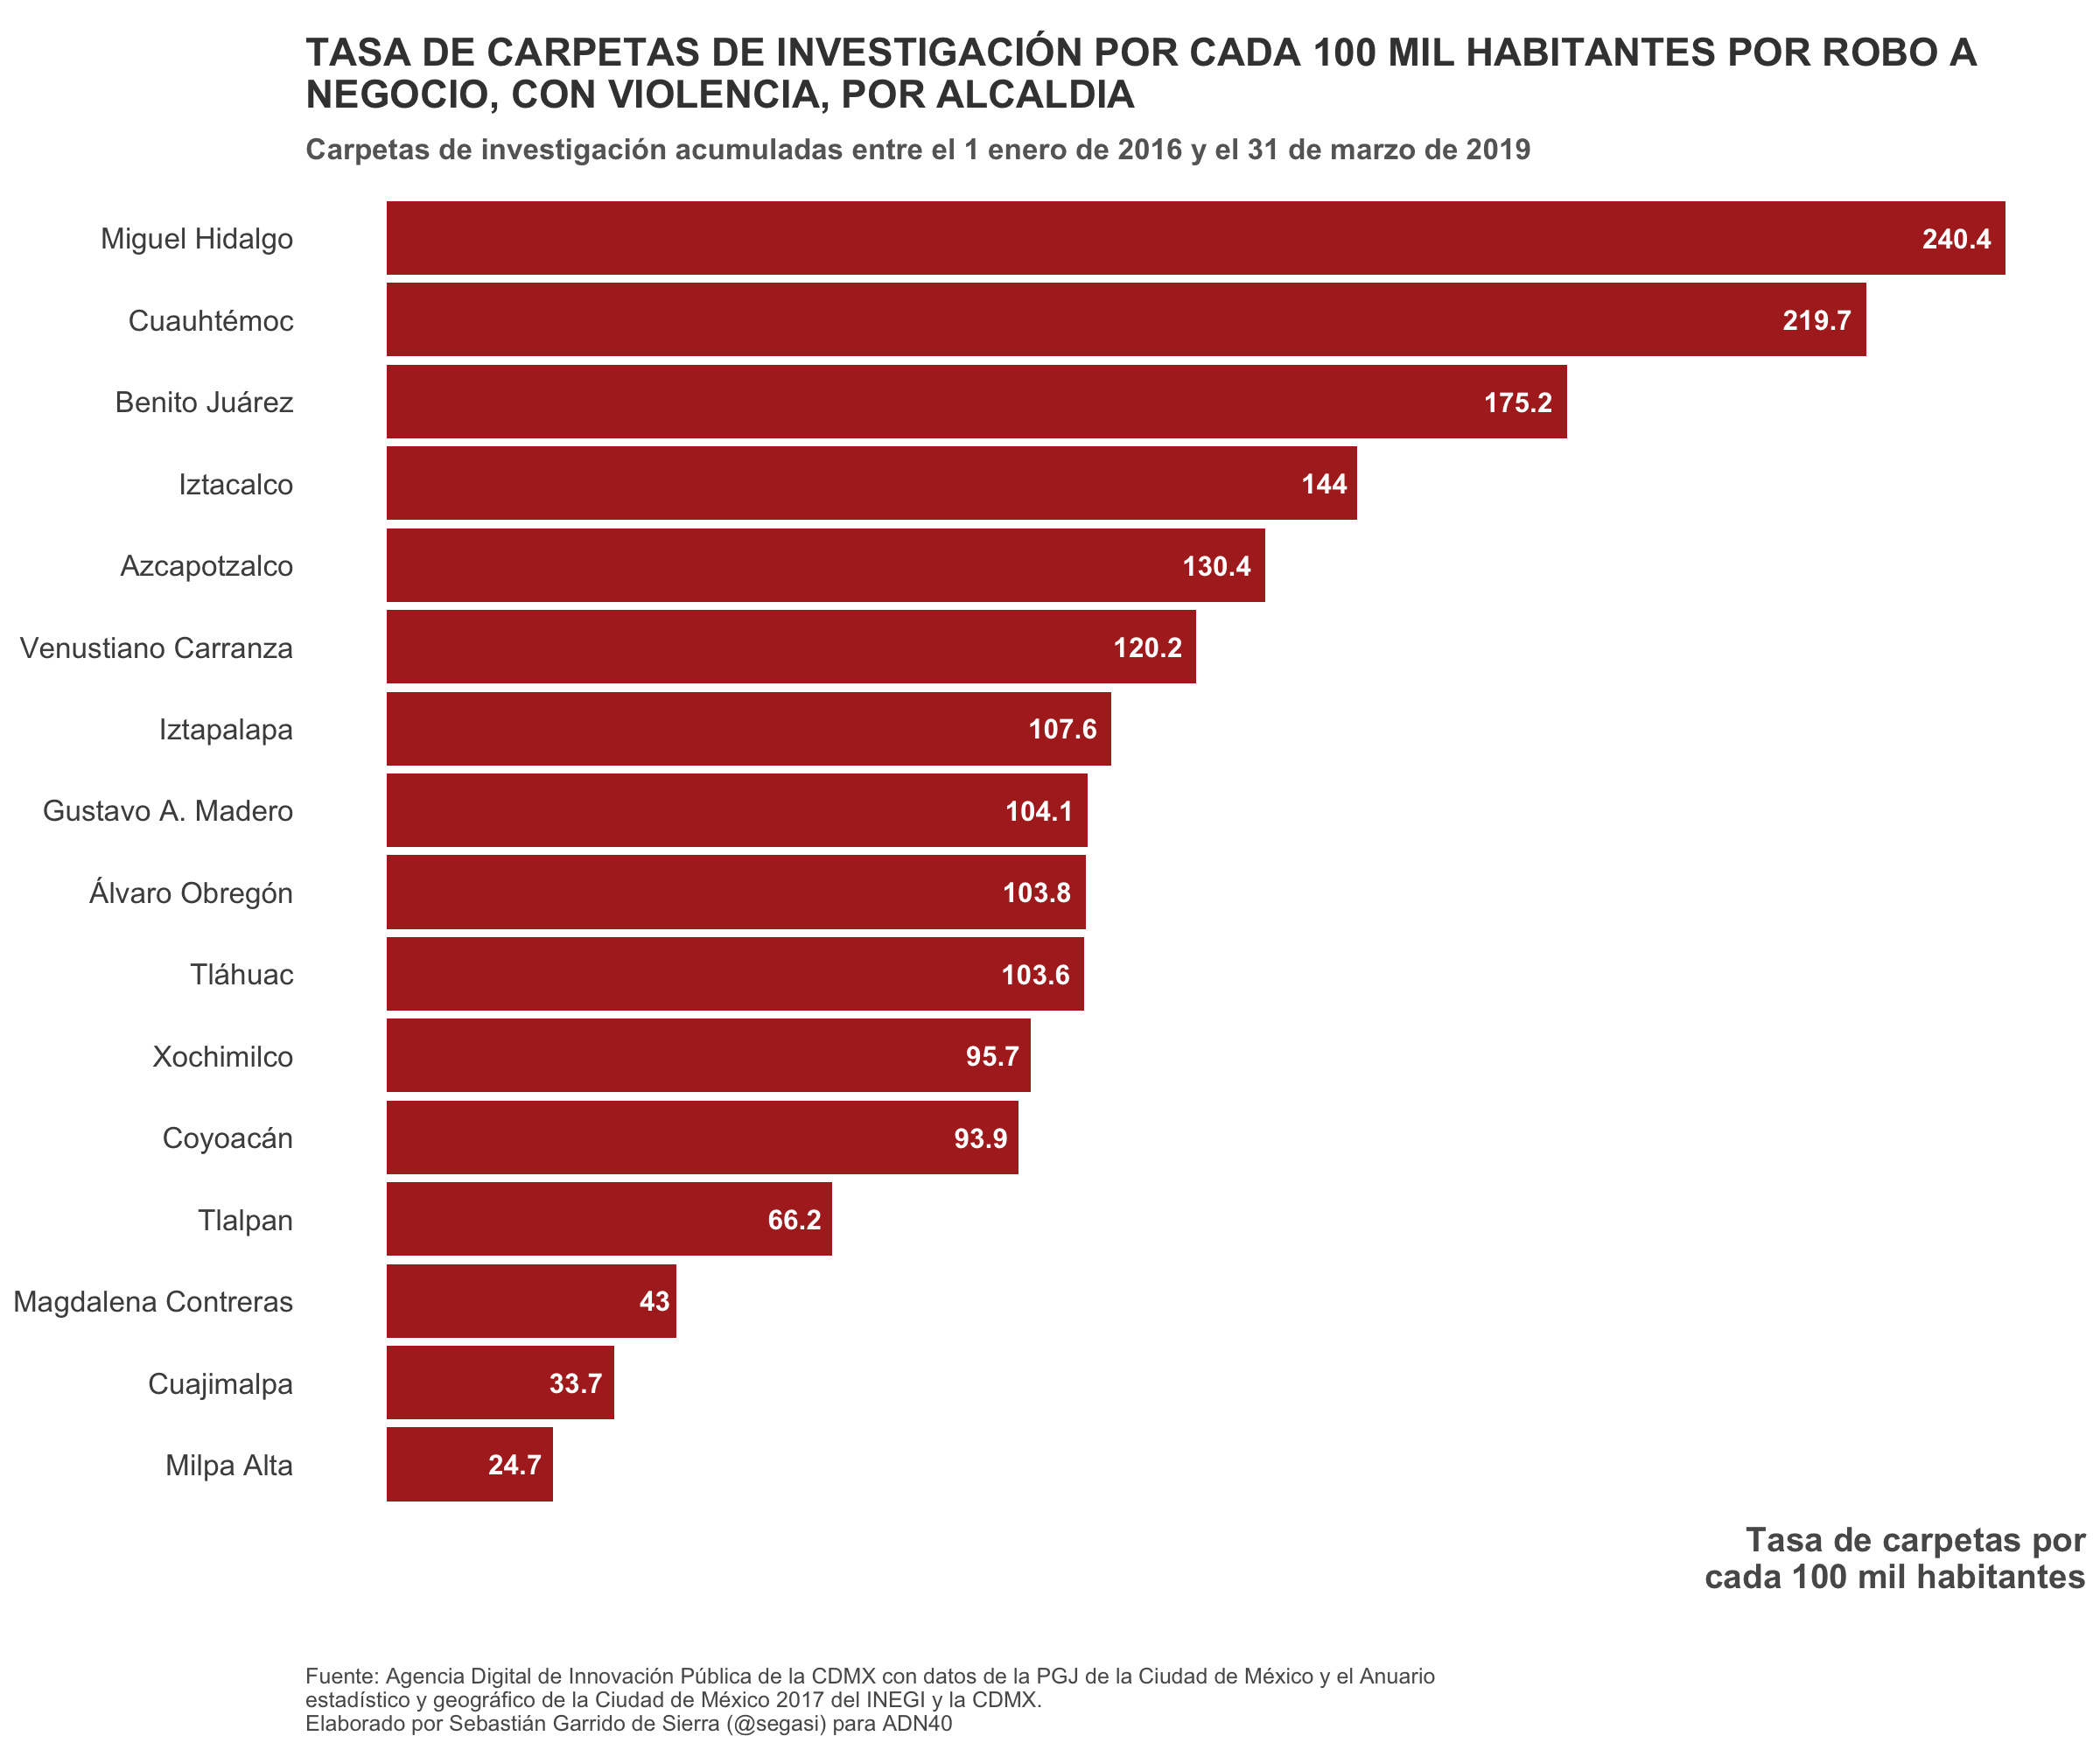 TASA DE CARPETAS DE INVESTIGACIÓN POR CADA 100 MIL HABITANTES POR ROBO A
NEGOCIO, CON VIOLENCIA, POR ALCALDIA
Carpetas de investigación acumuladas entre el 1 enero de 2016 y el 31 de marzo de 2019
Miguel Hidalgo 240.4
Cuauhtémoc 219.7
Benito Juárez 175.2
Iztacalco 144
Azcapotzalco 130.4
Venustiano Carranza 120.2
Iztapalapa 107.6
Gustavo A. Madero 104.1
Álvaro Obregón 103.8
Tláhuac 103.6
Xochimilco 95.7
Coyoacán 93.9
Tlalpan 66.2
Magdalena Contreras 43
Cuajimalpa 33.7
Milpa Alta 24.7
Tasa de carpetas por
cada 100 mil habitantes
Fuente: Agencia Digital de Innovación Pública de la CDMX con datos de la PGJ de la Ciudad de México y el Anuario
estadístico y geográfico de la Ciudad de México 2017 del INEGI y la CDMX.
Elaborado por Sebastián Garrido de Sierra (@segasi) para ADN40